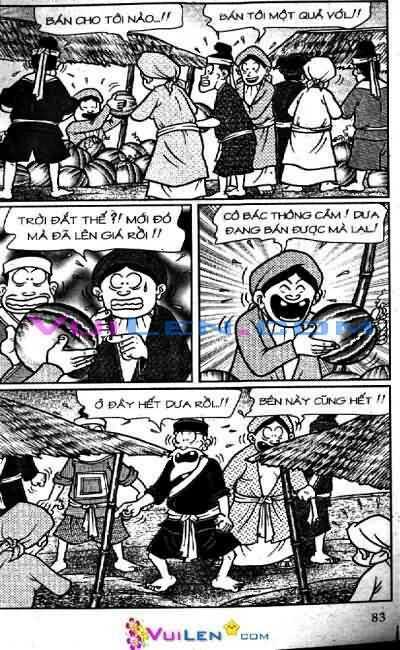 BÁN CHO TÔI NÀO...!!
BÁN TÔI MỘT QUẢ VỚI..!
TRỜI ĐẤT THẾ?! MỚI ĐÓ
MÀ ĐÃ LÊN GIÁ RỒI!!
CÔ BÁC THÔNG CẢM! DƯA
ĐANG BÁN ĐƯỢC MÀ LẠI!
VUILEN.COM
Ở ĐÂY HẾT DƯA RỒI...!!
BÊN NÀY CŨNG HẾT!!
83
VUILEN.COM